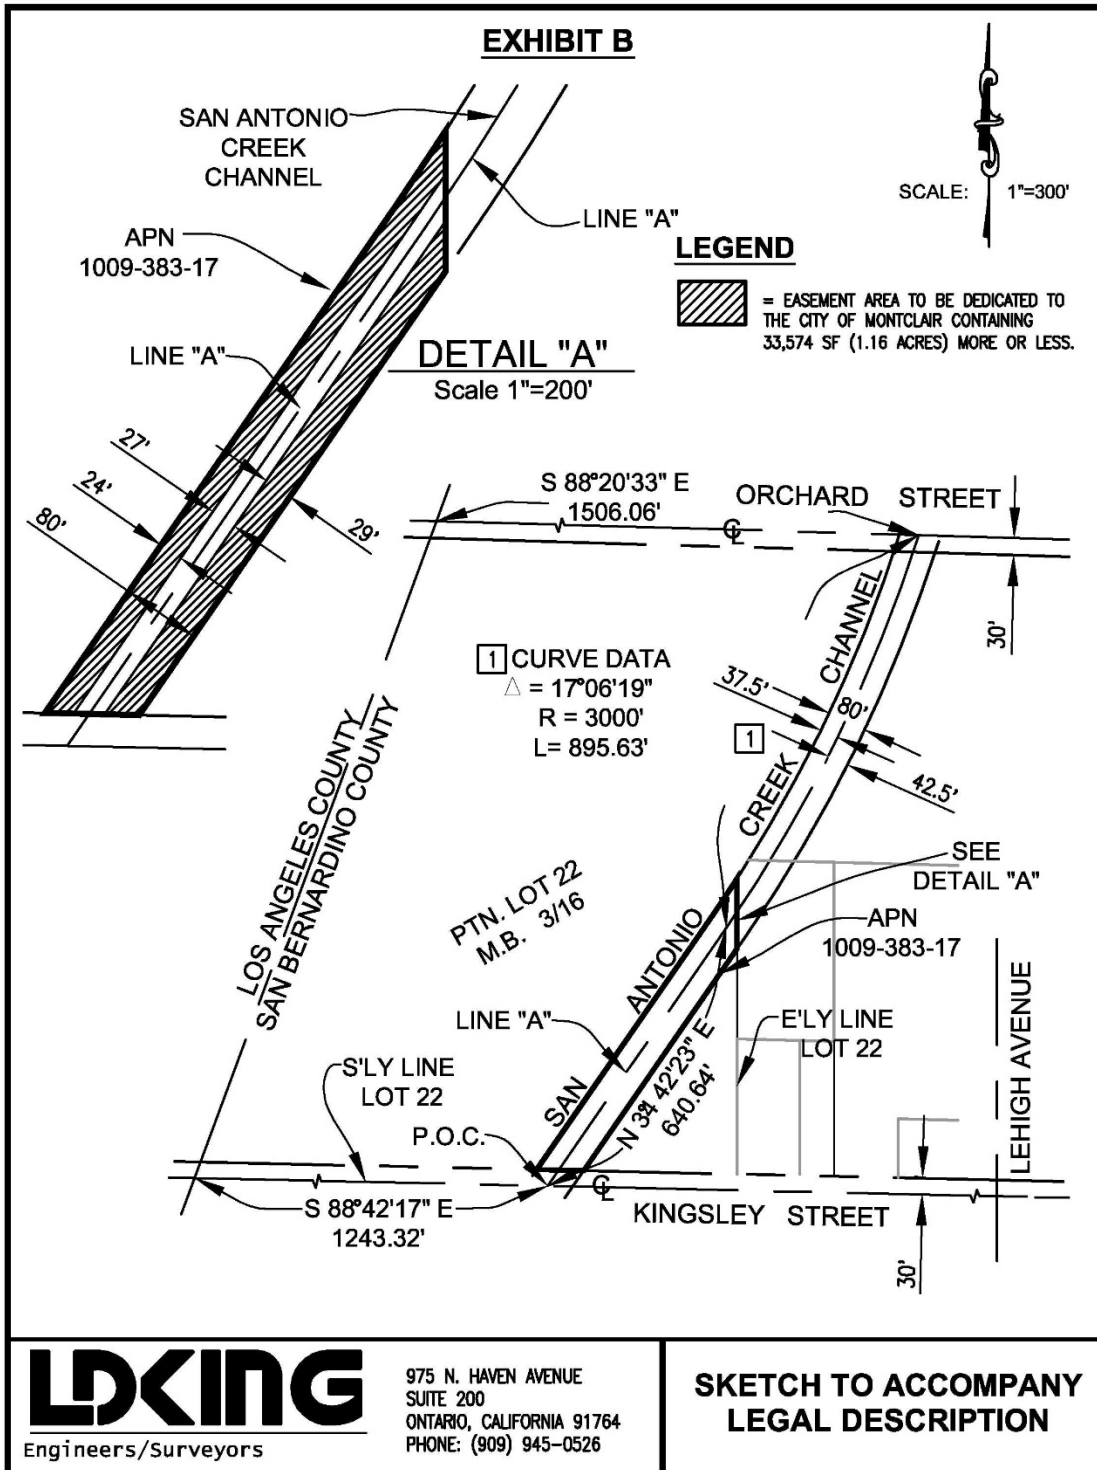 EXHIBIT B
SAN ANTONIO
CREEK
CHANNEL
SCALE: 1"=300'
LINE "A"
APN
1009-383-17
LEGEND
= EASEMENT AREA TO BE DEDICATED TO
THE CITY OF MONTCLAIR CONTAINING
33,574 SF (1.16 ACRES) MORE OR LESS.
LINE "A"
DETAIL "A"
Scale 1"=200'
27'
24'
80'
29'
S 88°20'33" E
1506.06'
ORCHARD STREET
CL
30'
1 CURVE DATA
Δ = 17°06'19"
R = 3000'
L= 895.63'
37.5'
80'
1
42.5'
SAN ANTONIO CREEK CHANNEL
LOS ANGELES COUNTY
SAN BERNARDINO COUNTY
PTN. LOT 22
M.B. 3/16
SEE
DETAIL "A"
APN
1009-383-17
LINE "A"
E'LY LINE
LOT 22
N 34°42'23" E
640.64'
LEHIGH AVENUE
S'LY LINE
LOT 22
P.O.C.
S 88°42'17" E
1243.32'
CL
KINGSLEY STREET
30'
LDKING
Engineers/Surveyors
975 N. HAVEN AVENUE
SUITE 200
ONTARIO, CALIFORNIA 91764
PHONE: (909) 945-0526
SKETCH TO ACCOMPANY
LEGAL DESCRIPTION